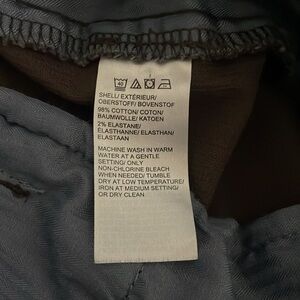 40
SHELL/ EXTÉRIEUR/
OBERSTOFF/ BOVENSTOF
98% COTTON/ COTON/
BAUMWOLLE/ KATOEN
2% ELASTANE/
ÉLASTHANNE/ ELASTHAN/
ELASTAAN
MACHINE WASH IN WARM
WATER AT A GENTLE
SETTING/ ONLY
NON-CHLORINE BLEACH
WHEN NEEDED/ TUMBLE
DRY AT LOW TEMPERATURE/
IRON AT MEDIUM SETTING/
OR DRY CLEAN